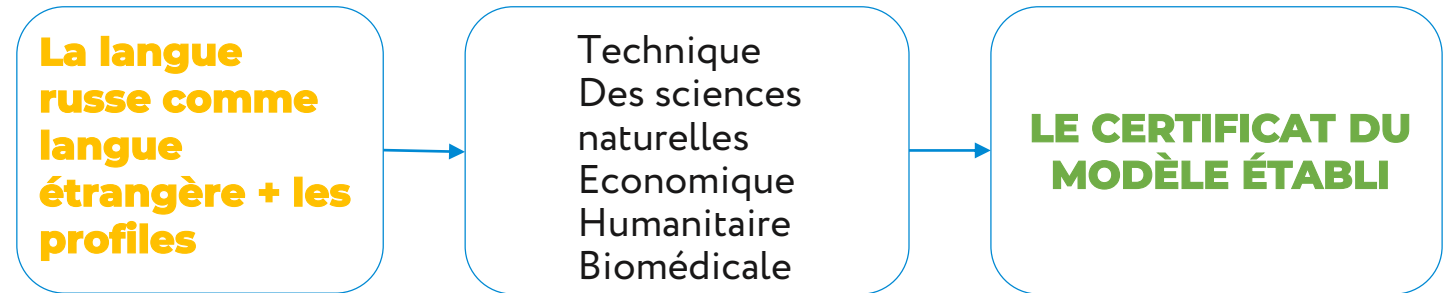 La langue
russe comme
langue
étrangère + les
profiles
Technique
Des sciences
naturelles
Economique
Humanitaire
Biomédicale
LE CERTIFICAT DU
MODÈLE ÉTABLI